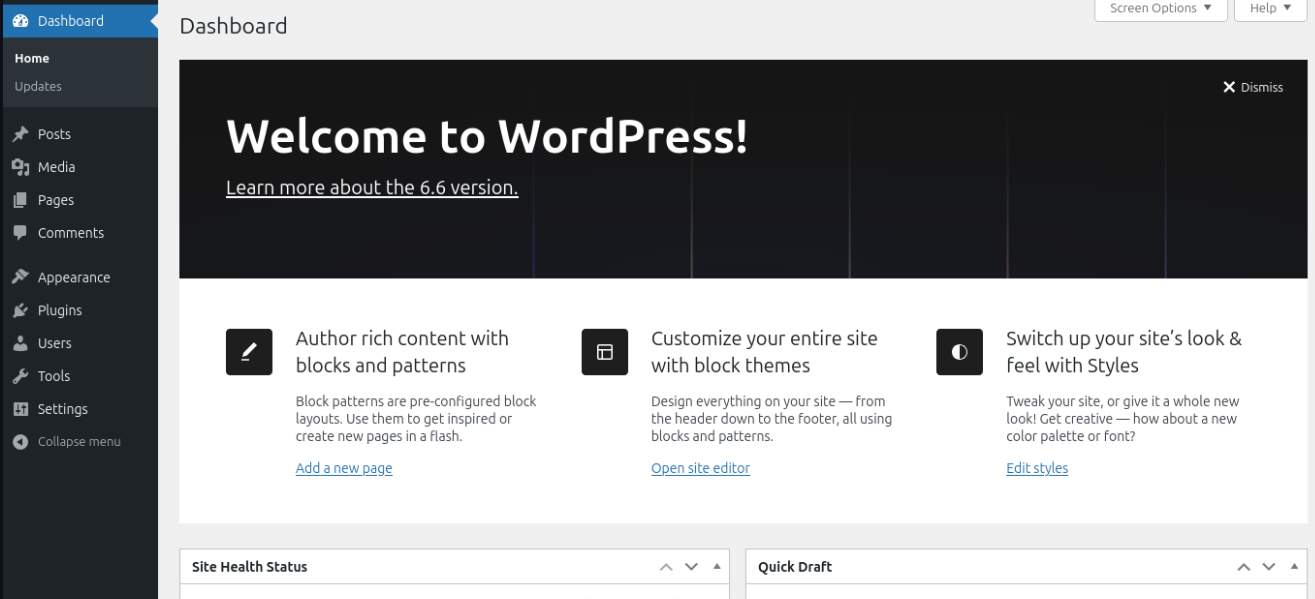 Dashboard
Home
Updates
Posts
Media
Pages
Comments
Appearance
Plugins
Users
Tools
Settings
Collapse menu
Screen Options
Help
Dashboard
Dismiss
Welcome to WordPress!
Learn more about the 6.6 version.
Author rich content with
blocks and patterns
Block patterns are pre-configured block
layouts. Use them to get inspired or
create new pages in a flash.
Add a new page
Customize your entire site
with block themes
Design everything on your site — from
the header down to the footer, all using
blocks and patterns.
Open site editor
Switch up your site’s look &
feel with Styles
Tweak your site, or give it a whole new
look! Get creative — how about a new
color palette or font?
Edit styles
Site Health Status
Quick Draft